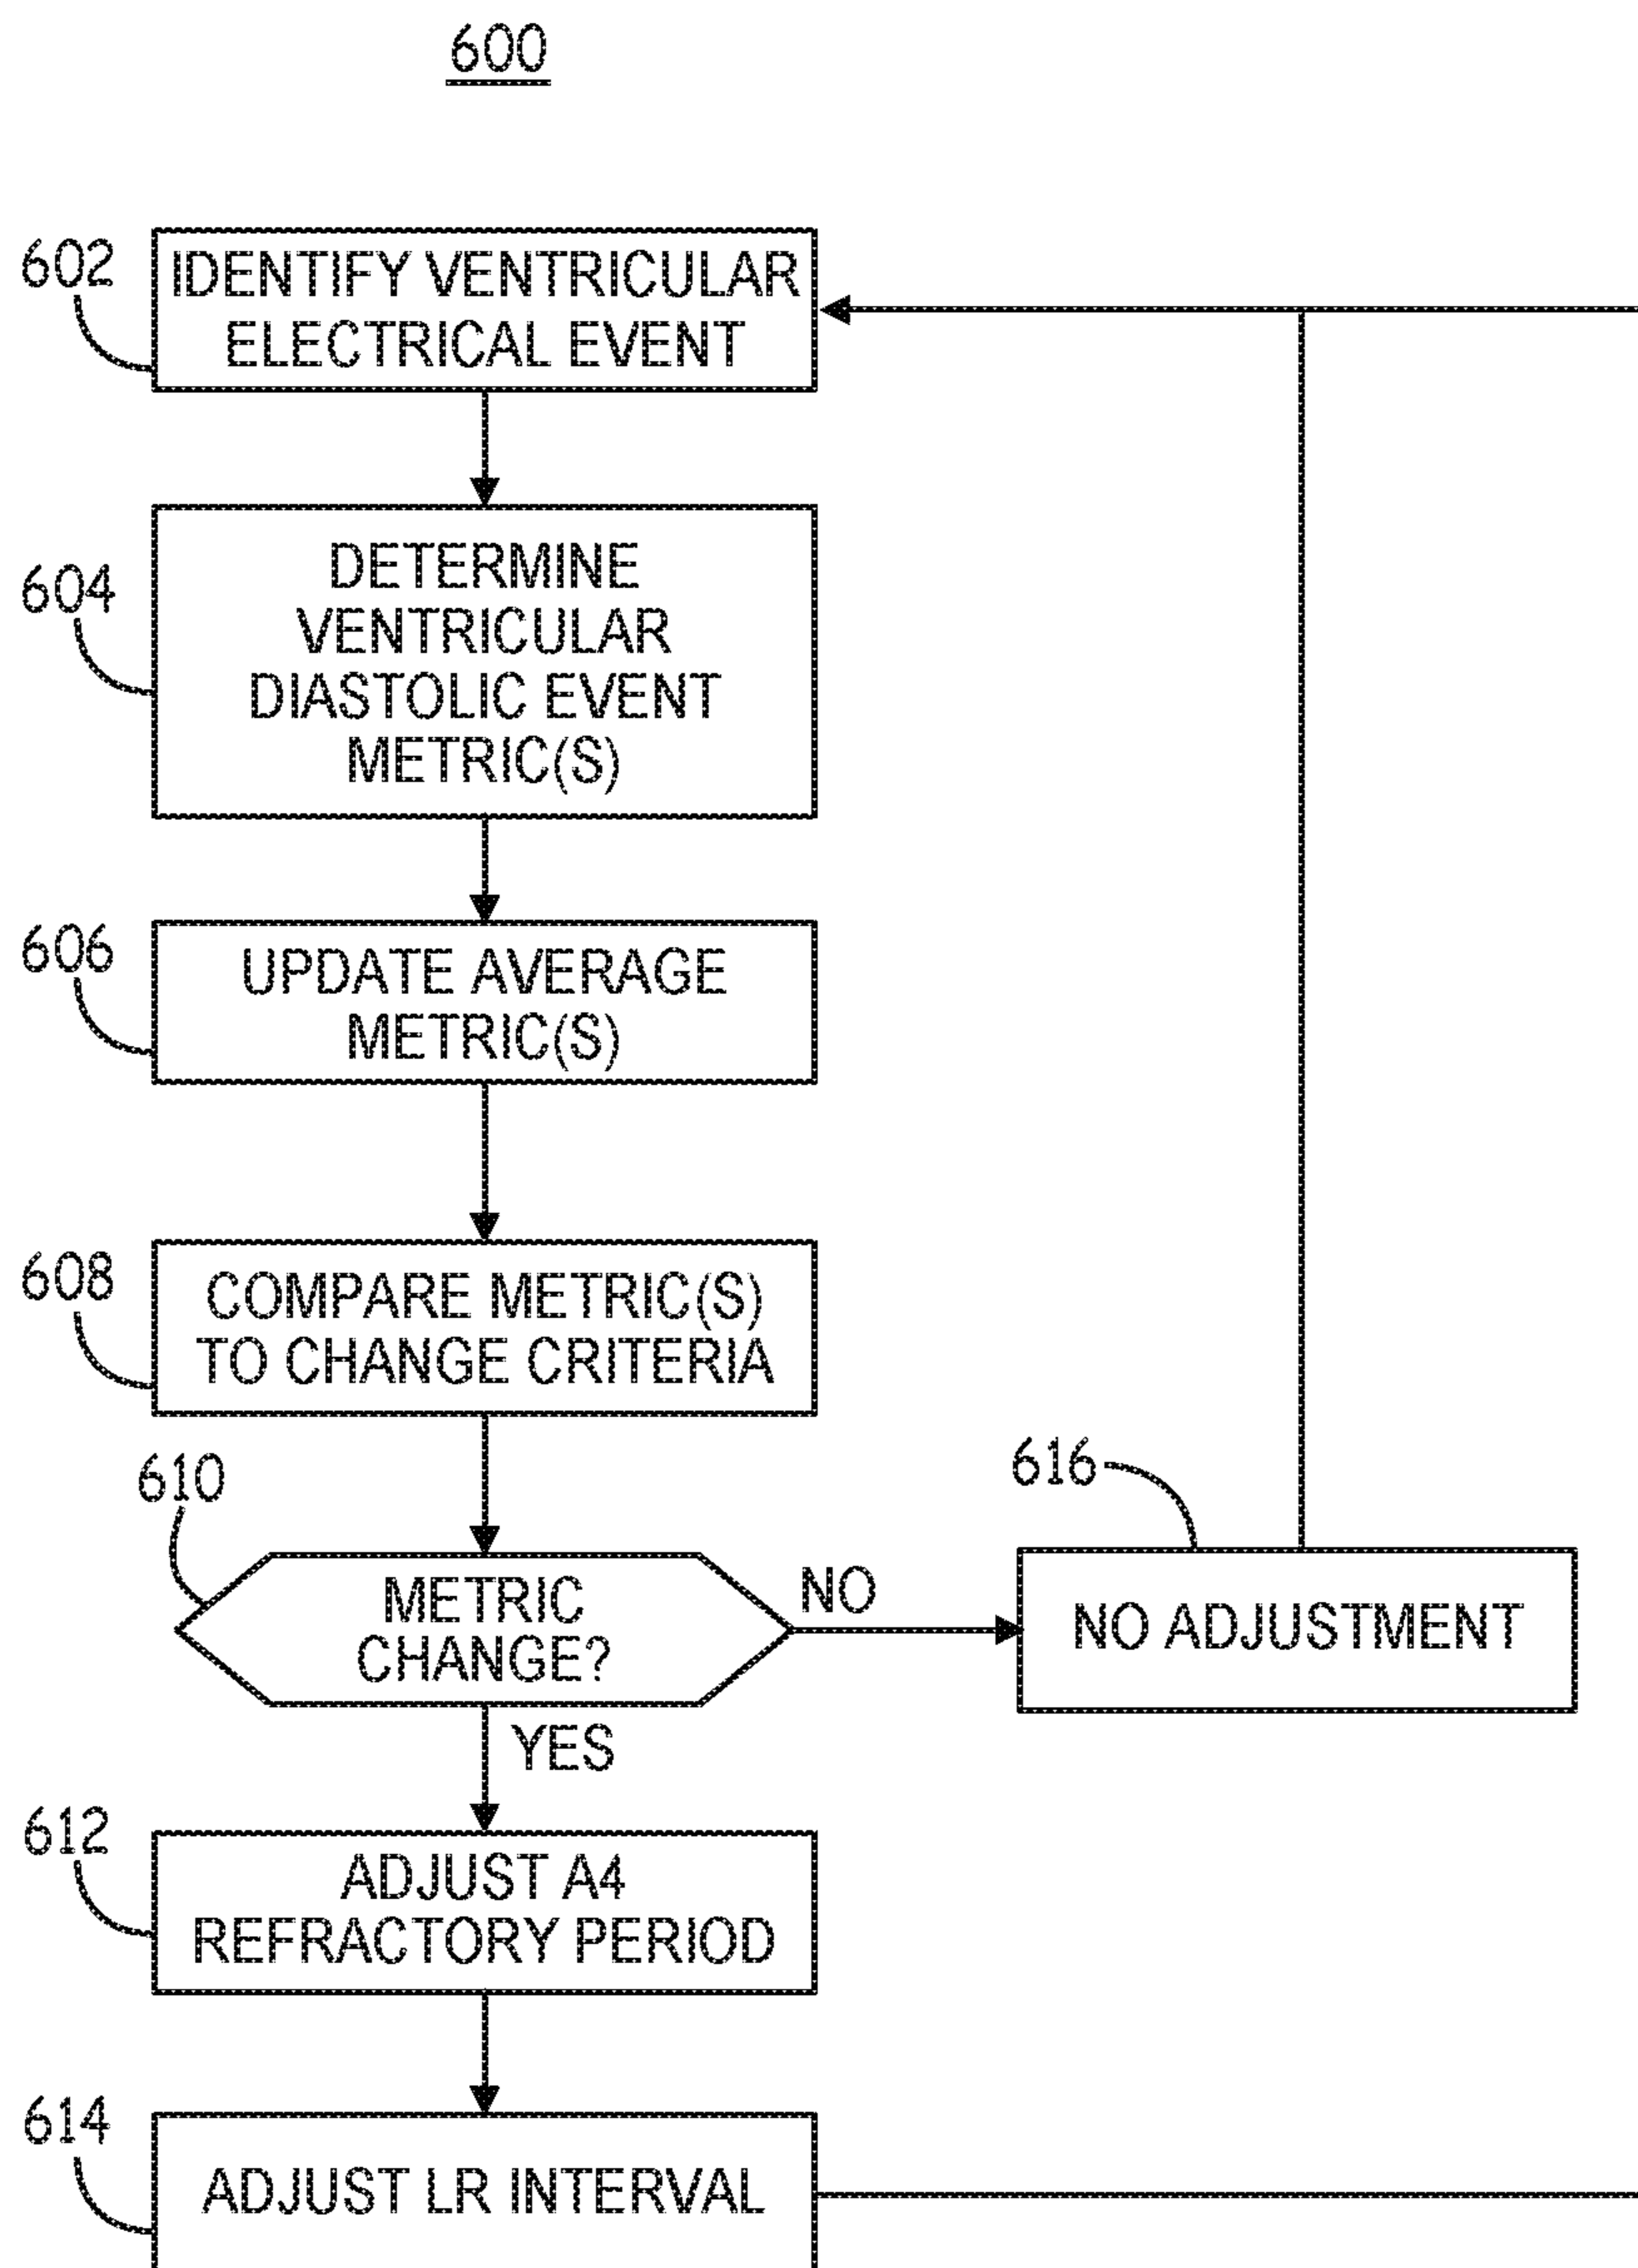 600
602
IDENTIFY VENTRICULAR
ELECTRICAL EVENT
604
DETERMINE
VENTRICULAR
DIASTOLIC EVENT
METRIC(S)
606
UPDATE AVERAGE
METRIC(S)
608
COMPARE METRIC(S)
TO CHANGE CRITERIA
610
METRIC
CHANGE?
NO
616
NO ADJUSTMENT
YES
612
ADJUST A4
REFRACTORY PERIOD
614
ADJUST LR INTERVAL